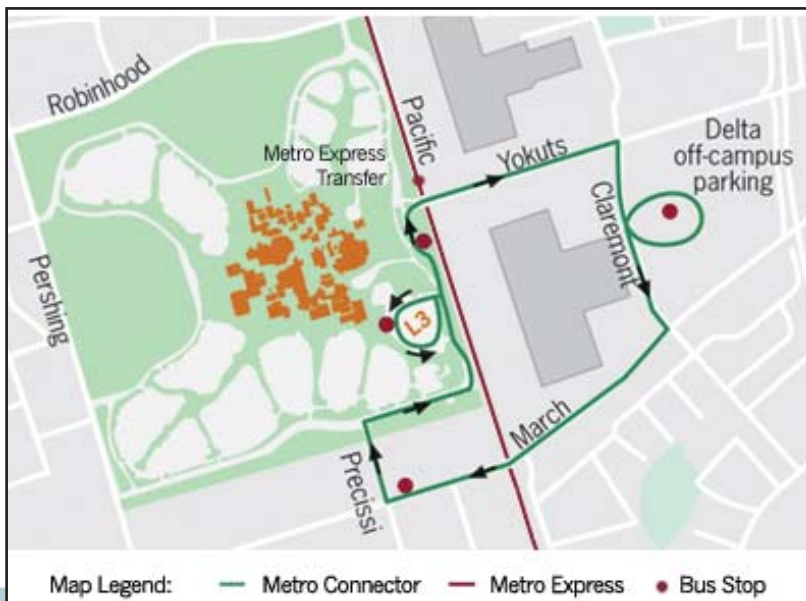 Robinhood
Pacific
Metro Express
Transfer
Yokuts
Delta
off-campus
parking
Claremont
Pershing
L3
March
Precissi
Map Legend:
Metro Connector
Metro Express
Bus Stop